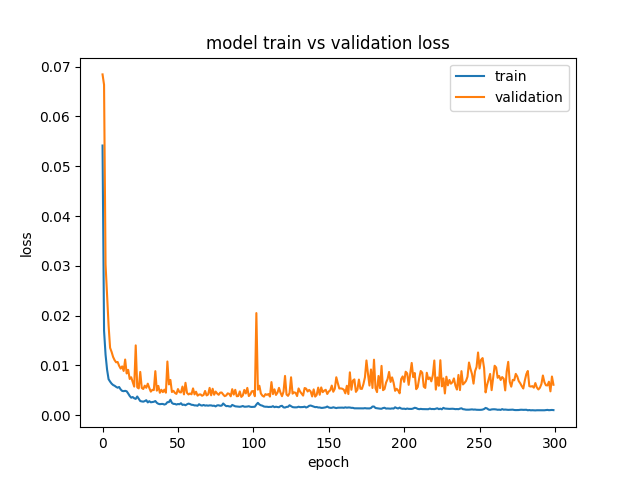 model train vs validation loss
train
validation
0.07
0.06
0.05
0.04
0.03
0.02
0.01
0.00
loss
0 50 100 150 200 250 300
epoch